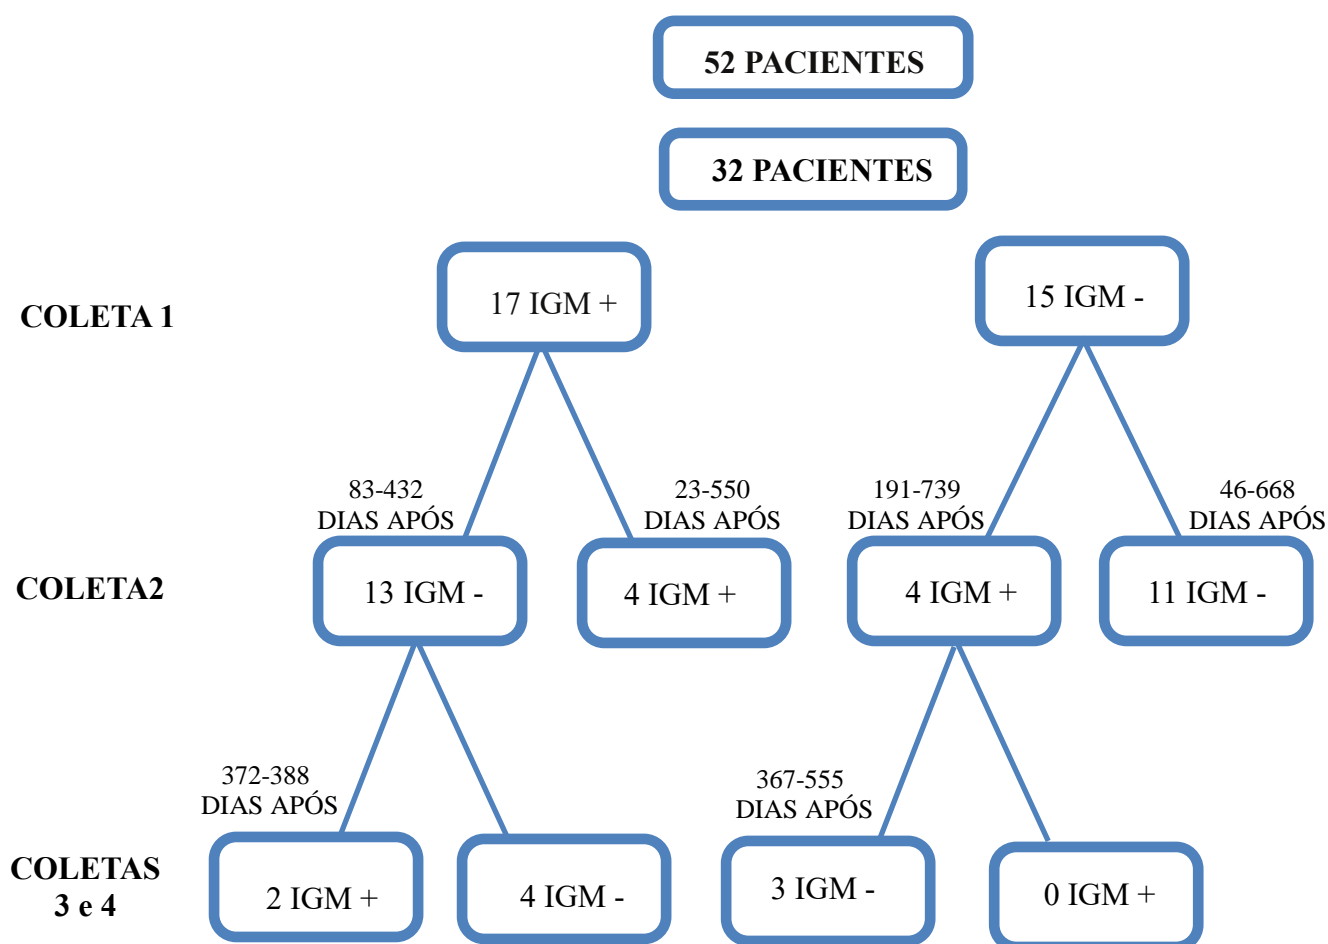 52 PACIENTES
32 PACIENTES
COLETA 1
17 IGM +
15 IGM -
83-432
DIAS APÓS
23-550
DIAS APÓS
191-739
DIAS APÓS
46-668
DIAS APÓS
COLETA2
13 IGM -
4 IGM +
4 IGM +
11 IGM -
372-388
DIAS APÓS
367-555
DIAS APÓS
COLETAS
3 e 4
2 IGM +
4 IGM -
3 IGM -
0 IGM +